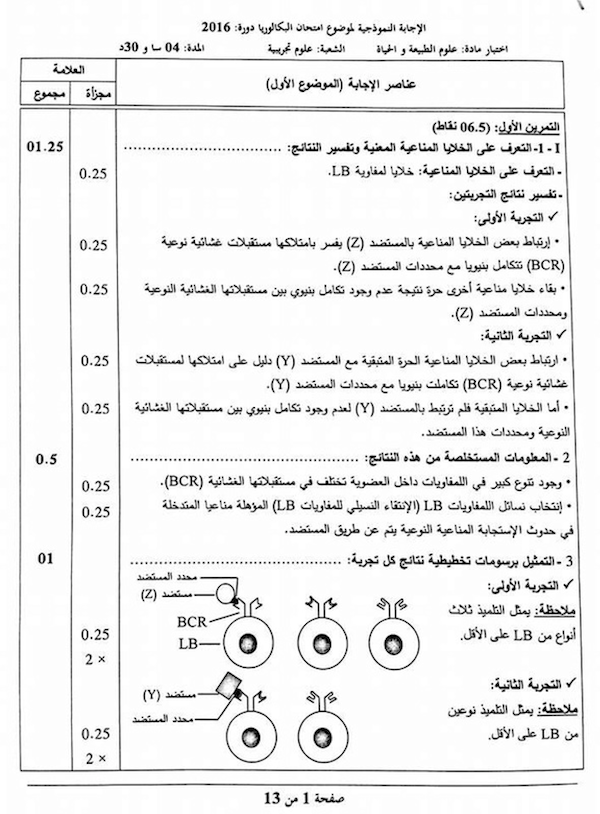 الإجابة النموذجية لموضوع امتحان البكالوريا دورة: 2016
اختبار مادة: علوم الطبيعة و الحياة الشعبة: علوم تجريبية المدة: 04 سا و 30د
عناصر الإجابة (الموضوع الأول) العلامة
مجزأة مجموع
التمرين الأول: (06.5 نقاط)
I - 1- التعرف على الخلايا المناعية المعنية وتفسير النتائج: ................................ 01.25
- التعرف على الخلايا المناعية: خلايا لمفاوية LB. 0.25
- تفسير نتائج التجربتين:
✓ التجربة الأولى:
• إرتباط بعض الخلايا المناعية بالمستضد (Z) يفسر بامتلاكها مستقبلات غشائية نوعية 0.25
(BCR) تتكامل بنيويا مع محددات المستضد (Z).
• بقاء خلايا مناعية أخرى حرة نتيجة عدم وجود تكامل بنيوي بين مستقبلاتها الغشائية النوعية 0.25
ومحددات المستضد (Z).
✓ التجربة الثانية:
• ارتباط بعض الخلايا المناعية الحرة المتبقية مع المستضد (Y) دليل على امتلاكها لمستقبلات 0.25
غشائية نوعية (BCR) تكاملت بنيويا مع محددات المستضد (Y).
• أما الخلايا المتبقية فلم ترتبط بالمستضد (Y) لعدم وجود تكامل بنيوي بين مستقبلاتها الغشائية 0.25
النوعية ومحددات هذا المستضد.
2 - المعلومات المستخلصة من هذه النتائج: ................................ 0.5
• وجود تنوع كبير في اللمفاويات داخل العضوية تختلف في مستقبلاتها الغشائية (BCR). 0.25
• إنتخاب نسائل اللمفاويات LB (الإنتقاء النسيلي للمفاويات LB) المؤهلة مناعيا المتدخلة 0.25
في حدوث الإستجابة المناعية النوعية يتم عن طريق المستضد.
3 - التمثيل برسومات تخطيطية نتائج كل تجربة: ................................ 01
✓ التجربة الأولى:
محدد المستضد
مستضد (Z)
BCR
LB
ملاحظة: يمثل التلميذ ثلاث
أنواع من LB على الأقل.
0.25
2 ×
✓ التجربة الثانية:
مستضد (Y)
محدد المستضد
ملاحظة: يمثل التلميذ نوعين
من LB على الأقل.
0.25
2 ×
صفحة 1 من 13